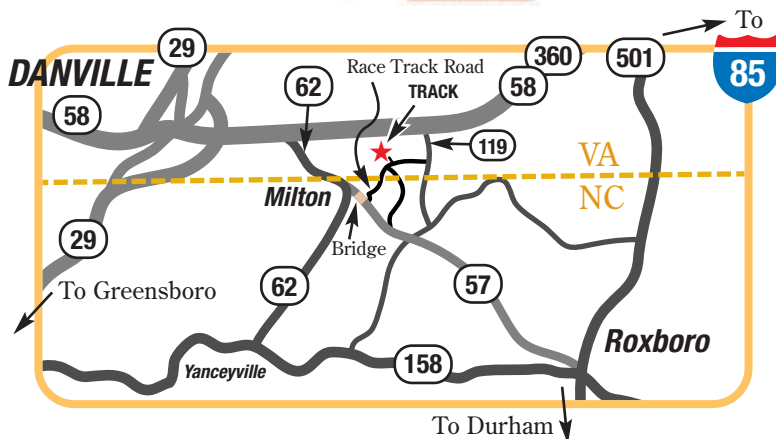 To
29
360
501
85
DANVILLE
Race Track Road
62
TRACK
58
58
119
VA
NC
Milton
Bridge
29
To Greensboro
62
57
Roxboro
158
Yanceyville
To Durham